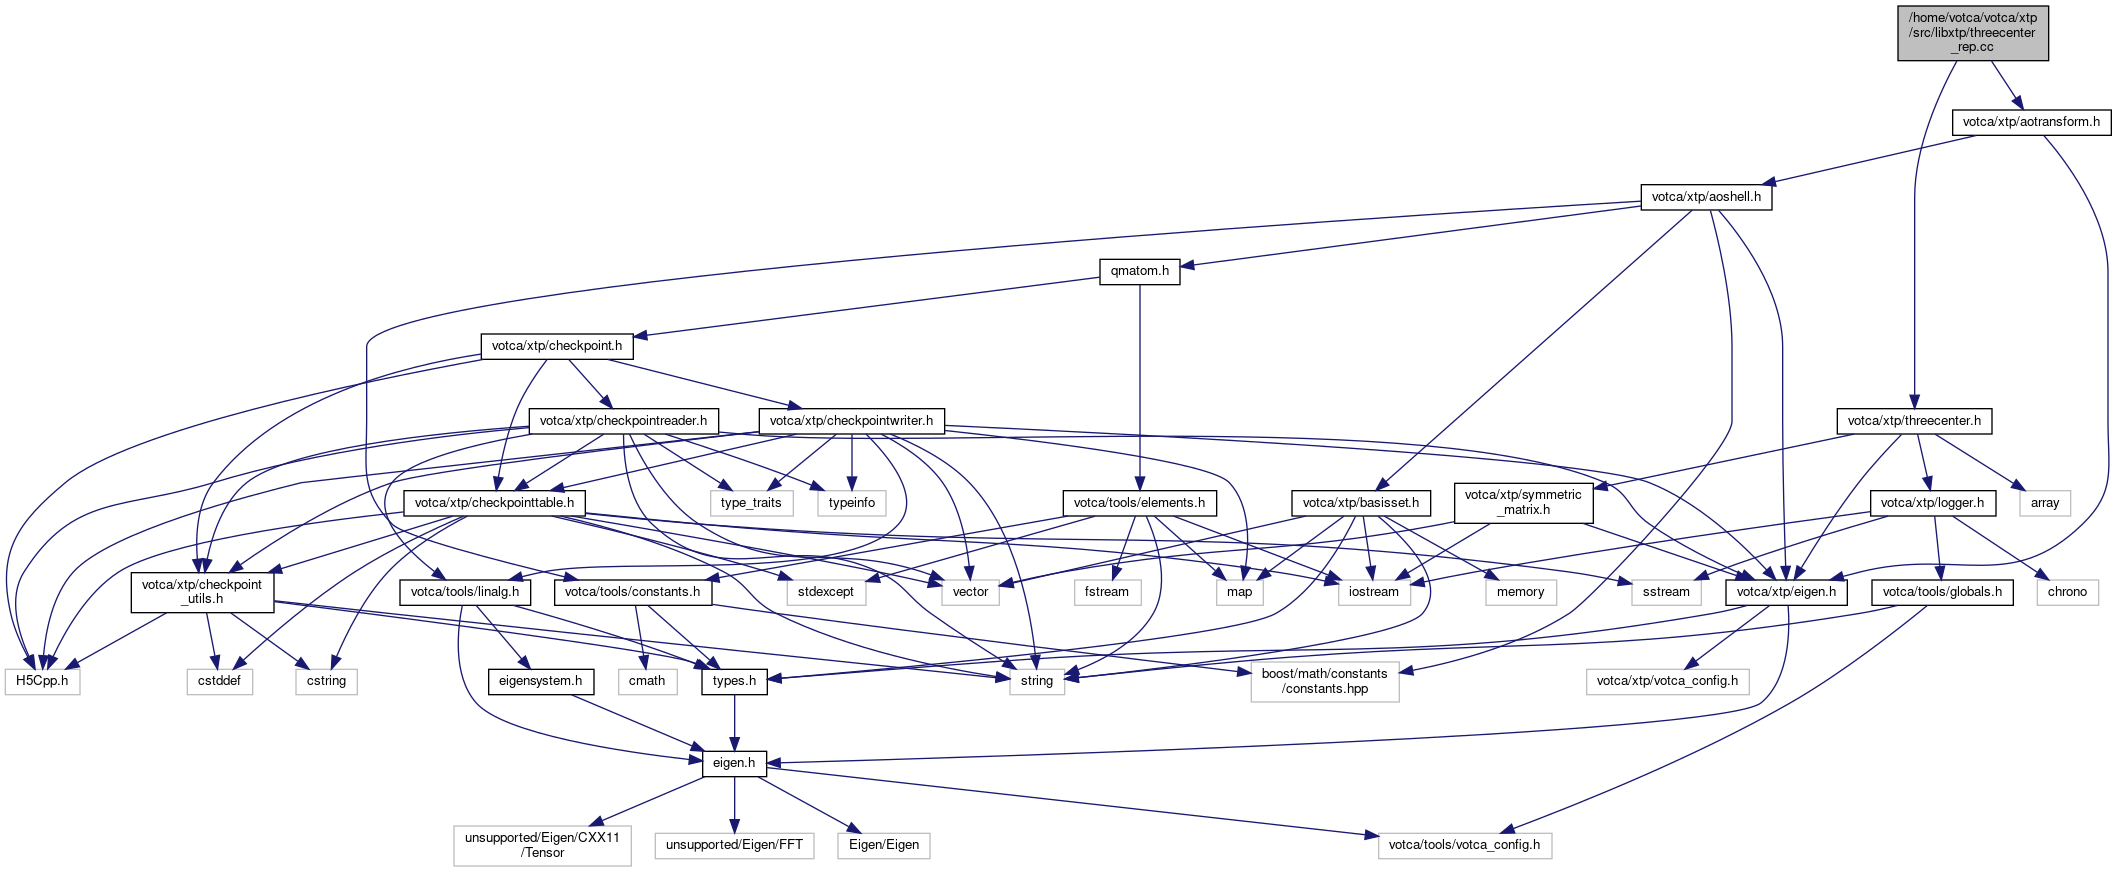 /home/votca/votca/xtp
/src/libxtp/threecenter
_rep.cc
votca/xtp/aotransform.h
votca/xtp/aoshell.h
qmatom.h
votca/xtp/checkpoint.h
votca/xtp/checkpointreader.h
votca/xtp/checkpointwriter.h
votca/xtp/threecenter.h
votca/xtp/checkpointtable.h
type_traits
typeinfo
votca/tools/elements.h
votca/xtp/basisset.h
votca/xtp/symmetric
_matrix.h
votca/xtp/logger.h
array
votca/xtp/checkpoint
_utils.h
votca/tools/linalg.h
votca/tools/constants.h
stdexcept
vector
fstream
map
iostream
memory
sstream
votca/xtp/eigen.h
votca/tools/globals.h
chrono
H5Cpp.h
cstddef
cstring
eigensystem.h
cmath
types.h
string
boost/math/constants
/constants.hpp
votca/xtp/votca_config.h
eigen.h
unsupported/Eigen/CXX11
/Tensor
unsupported/Eigen/FFT
Eigen/Eigen
votca/tools/votca_config.h